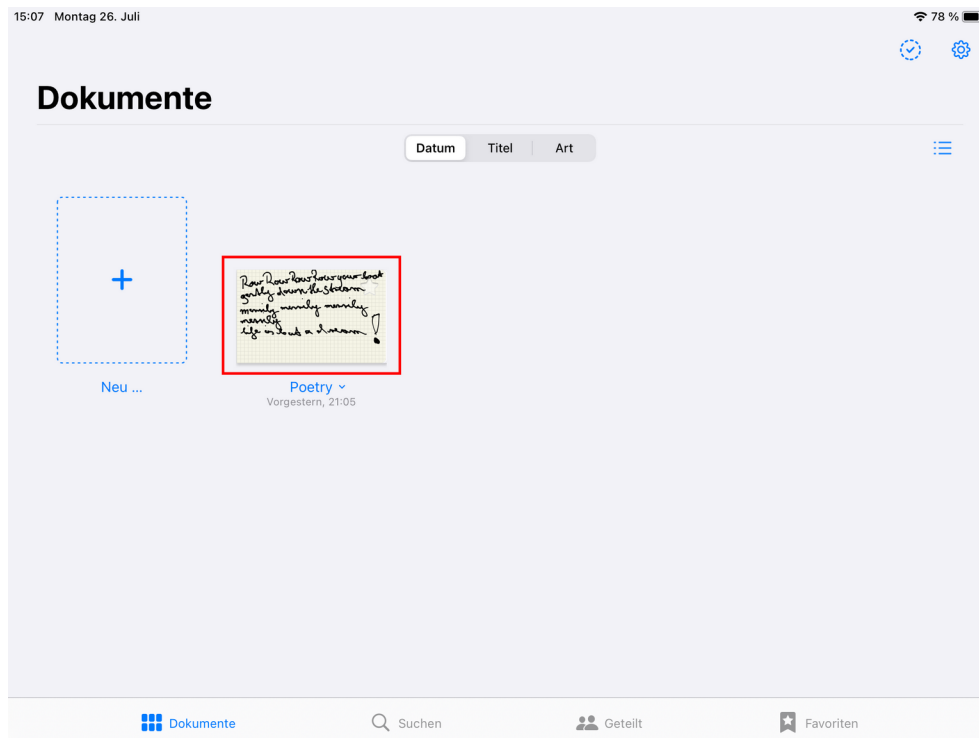 15:07 Montag 26. Juli
78 %
Dokumente
Datum Titel Art
Row Row Row Row your boat
gently down the stream
merrily merrily merrily
merrily
life is but a dream !
Neu ...
Poetry
Vorgestern, 21:05
Dokumente Suchen Geteilt Favoriten